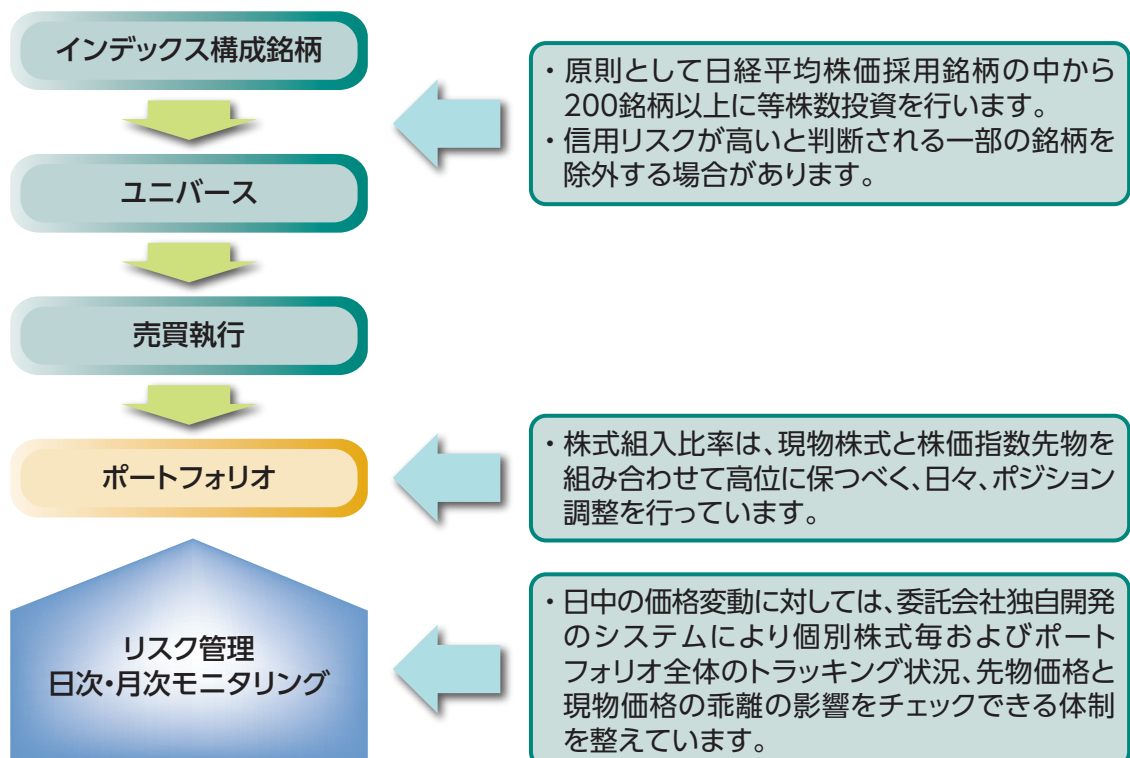 インデックス構成銘柄
・原則として日経平均株価採用銘柄の中から
200銘柄以上に等株数投資を行います。
・信用リスクが高いと判断される一部の銘柄を
除外する場合があります。
ユニバース
売買執行
ポートフォリオ
・株式組入比率は、現物株式と株価指数先物を
組み合わせて高位に保つべく、日々、ポジション
調整を行っています。
リスク管理
日次・月次モニタリング
・日中の価格変動に対しては、委託会社独自開発
のシステムにより個別株式毎およびポート
フォリオ全体のトラッキング状況、先物価格と
現物価格の乖離の影響をチェックできる体制
を整えています。